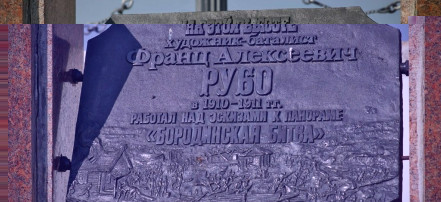 НА ЭТОЙ ВЫСОТЕ
ХУДОЖНИК-БАТАЛИСТ
ФРАНЦ АЛЕКСЕЕВИЧ
РУБО
В 1910-1911 ГГ.
РАБОТАЛ НАД ЭСКИЗАМИ К ПАНОРАМЕ
«БОРОДИНСКАЯ БИТВА»